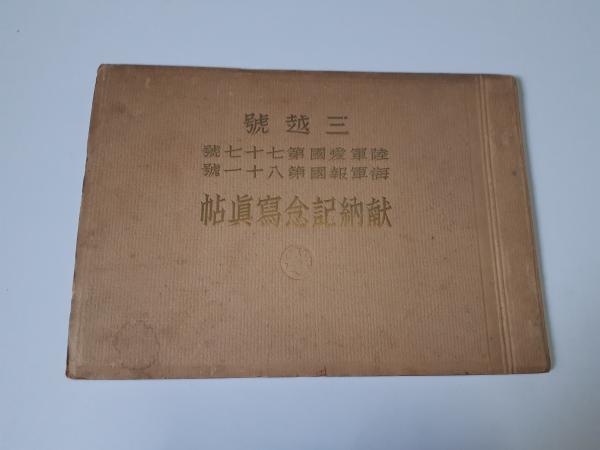 三越號
陸軍愛國第七十七號
海軍報國第八十一號
献納記念寫眞帖